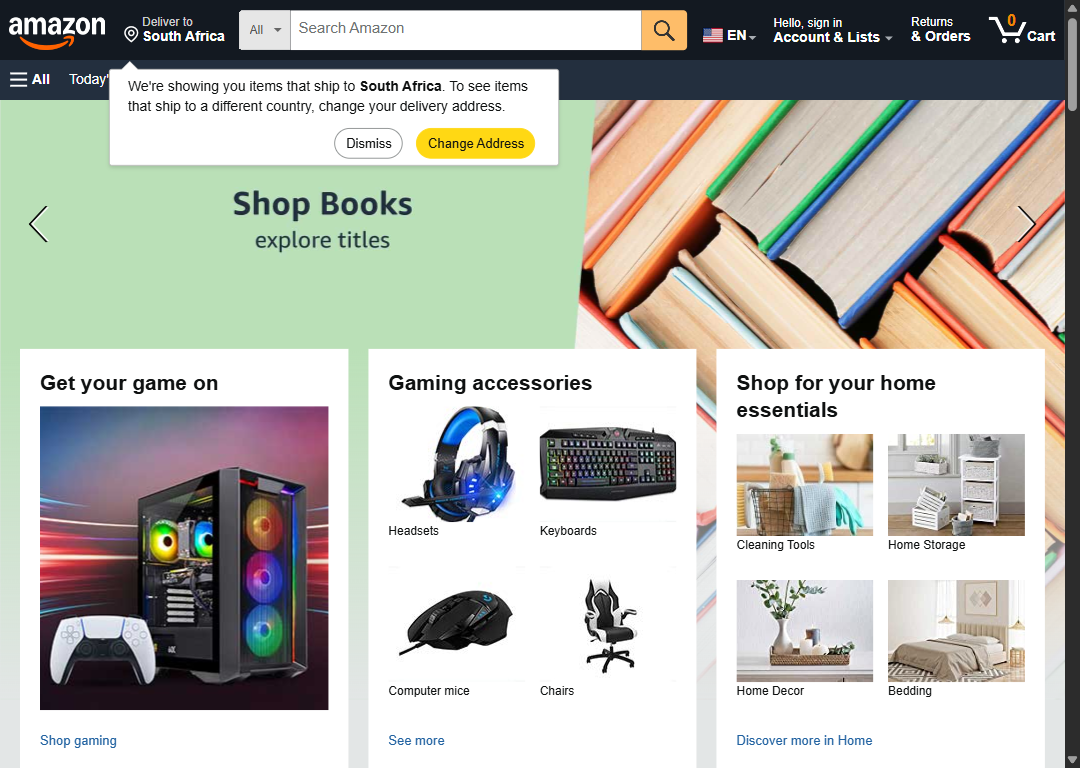 amazon
Deliver to
South Africa
All
Search Amazon
EN
Hello, sign in
Account & Lists
Returns
& Orders
0
Cart
All
Today'
We're showing you items that ship to South Africa. To see items
that ship to a different country, change your delivery address.
Dismiss
Change Address
Shop Books
explore titles
Get your game on
Shop gaming
Gaming accessories
Headsets
Keyboards
Computer mice
Chairs
See more
Shop for your home
essentials
Cleaning Tools
Home Storage
Home Decor
Bedding
Discover more in Home